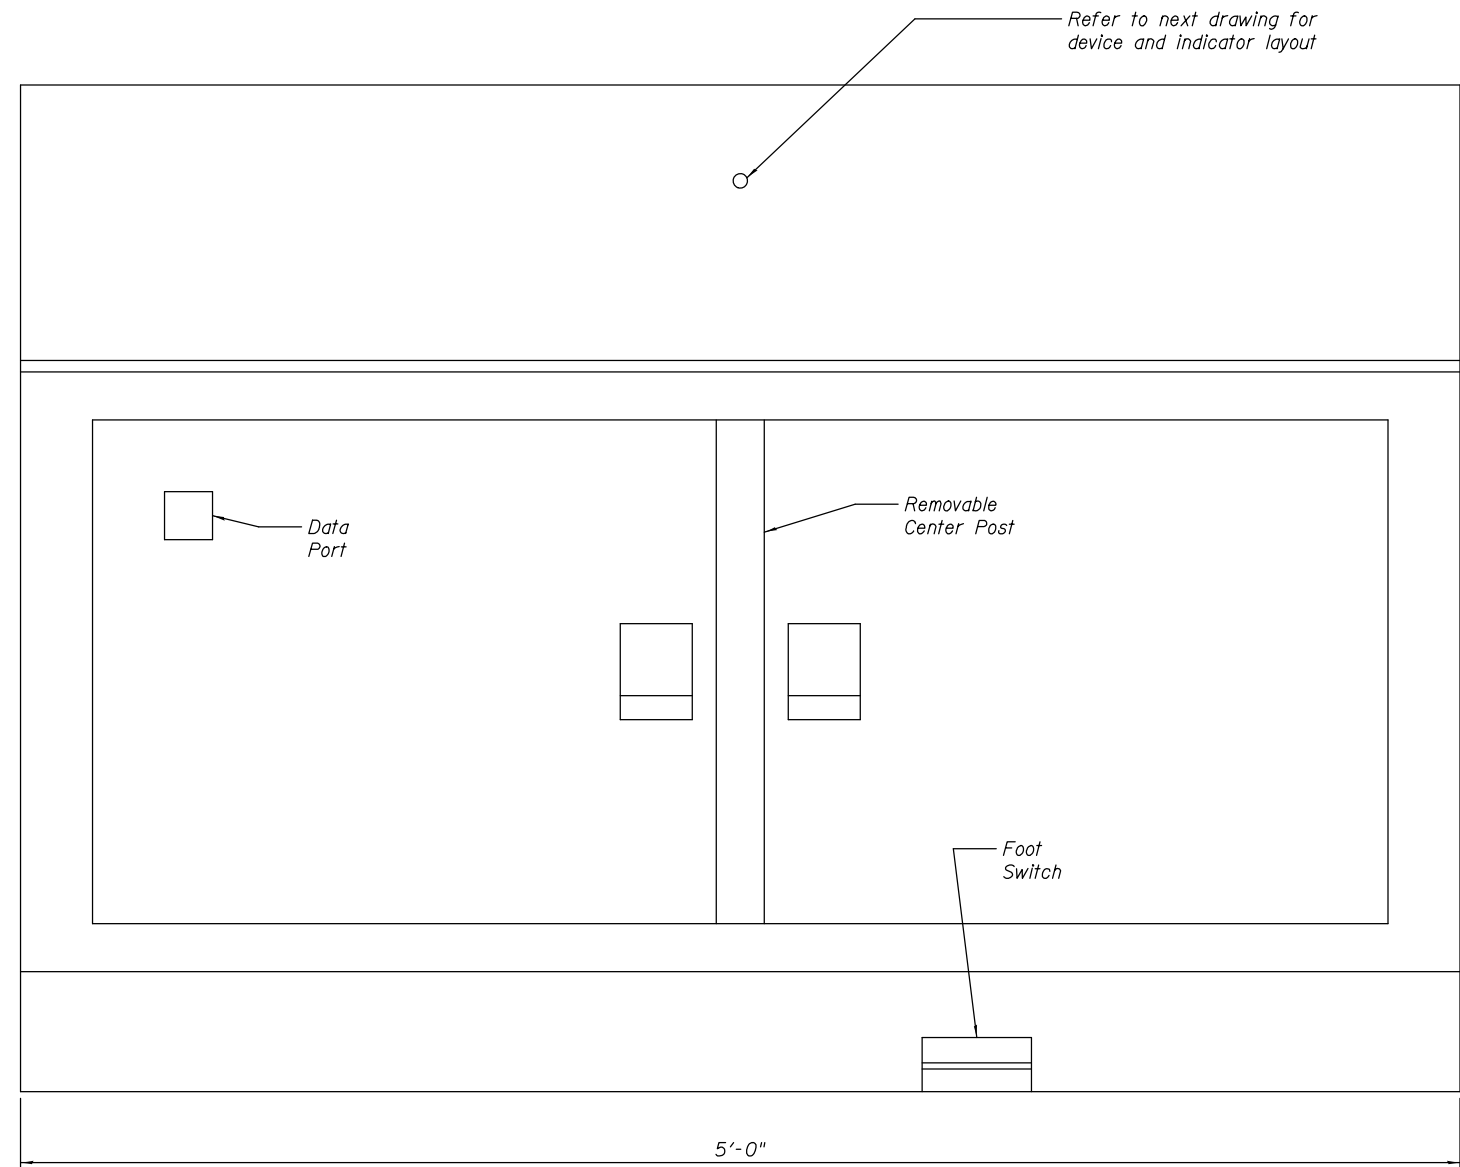 Refer to next drawing for
device and indicator layout
Data
Port
Removable
Center Post
Foot
Switch
5'-0"